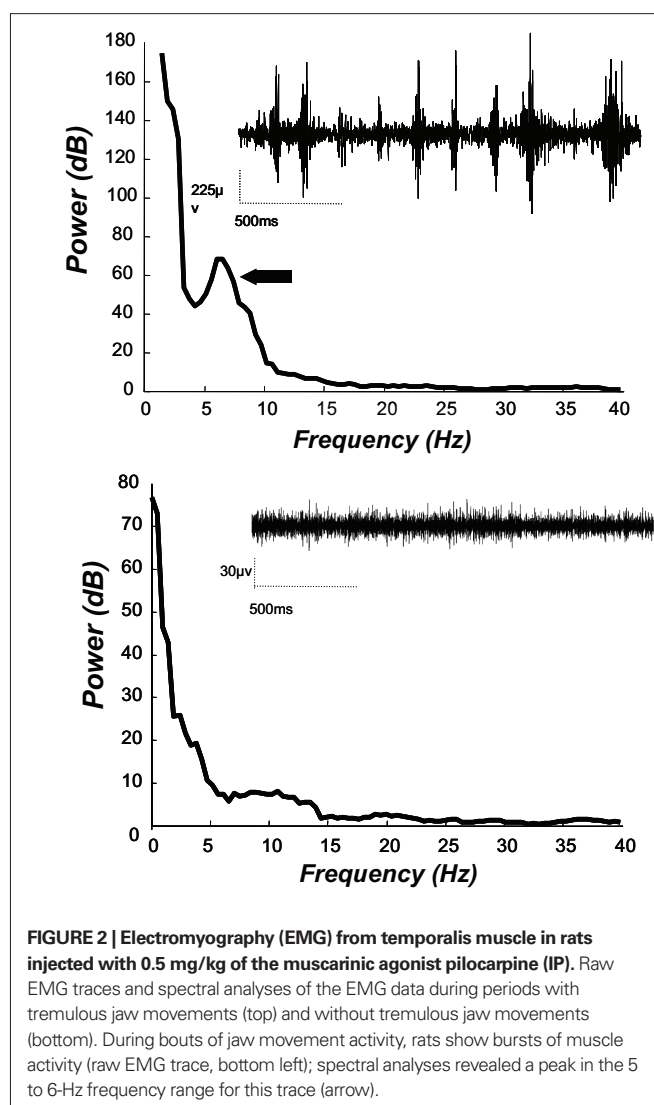 180
160
140
120
100
80
60
40
20
0
Power (dB)
225μ
v
500ms
0 5 10 15 20 25 30 35 40
Frequency (Hz)
80
70
60
50
40
30
20
10
0
Power (dB)
30μv
500ms
0 5 10 15 20 25 30 35 40
Frequency (Hz)
FIGURE 2 | Electromyography (EMG) from temporalis muscle in rats
injected with 0.5 mg/kg of the muscarinic agonist pilocarpine (IP). Raw
EMG traces and spectral analyses of the EMG data during periods with
tremulous jaw movements (top) and without tremulous jaw movements
(bottom). During bouts of jaw movement activity, rats show bursts of muscle
activity (raw EMG trace, bottom left); spectral analyses revealed a peak in the 5
to 6-Hz frequency range for this trace (arrow).